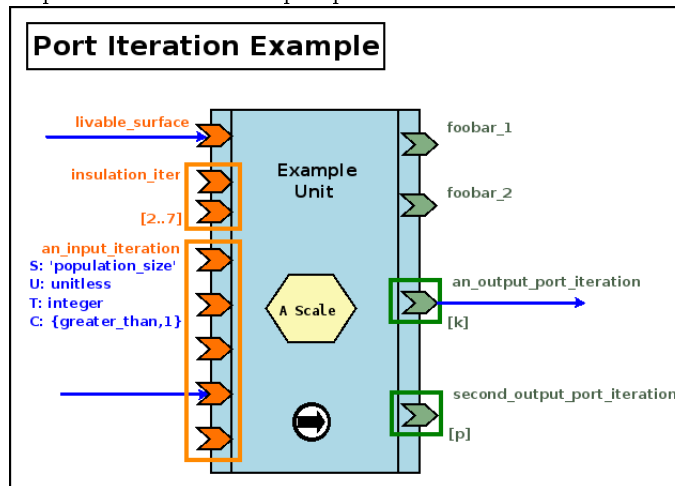 Port Iteration Example
livable_surface
insulation_iter
[2..7]
an_input_iteration
S: 'population_size'
U: unitless
T: integer
C: {greater_than,1}
Example
Unit
A Scale
foobar_1
foobar_2
an_output_port_iteration
[k]
second_output_port_iteration
[p]